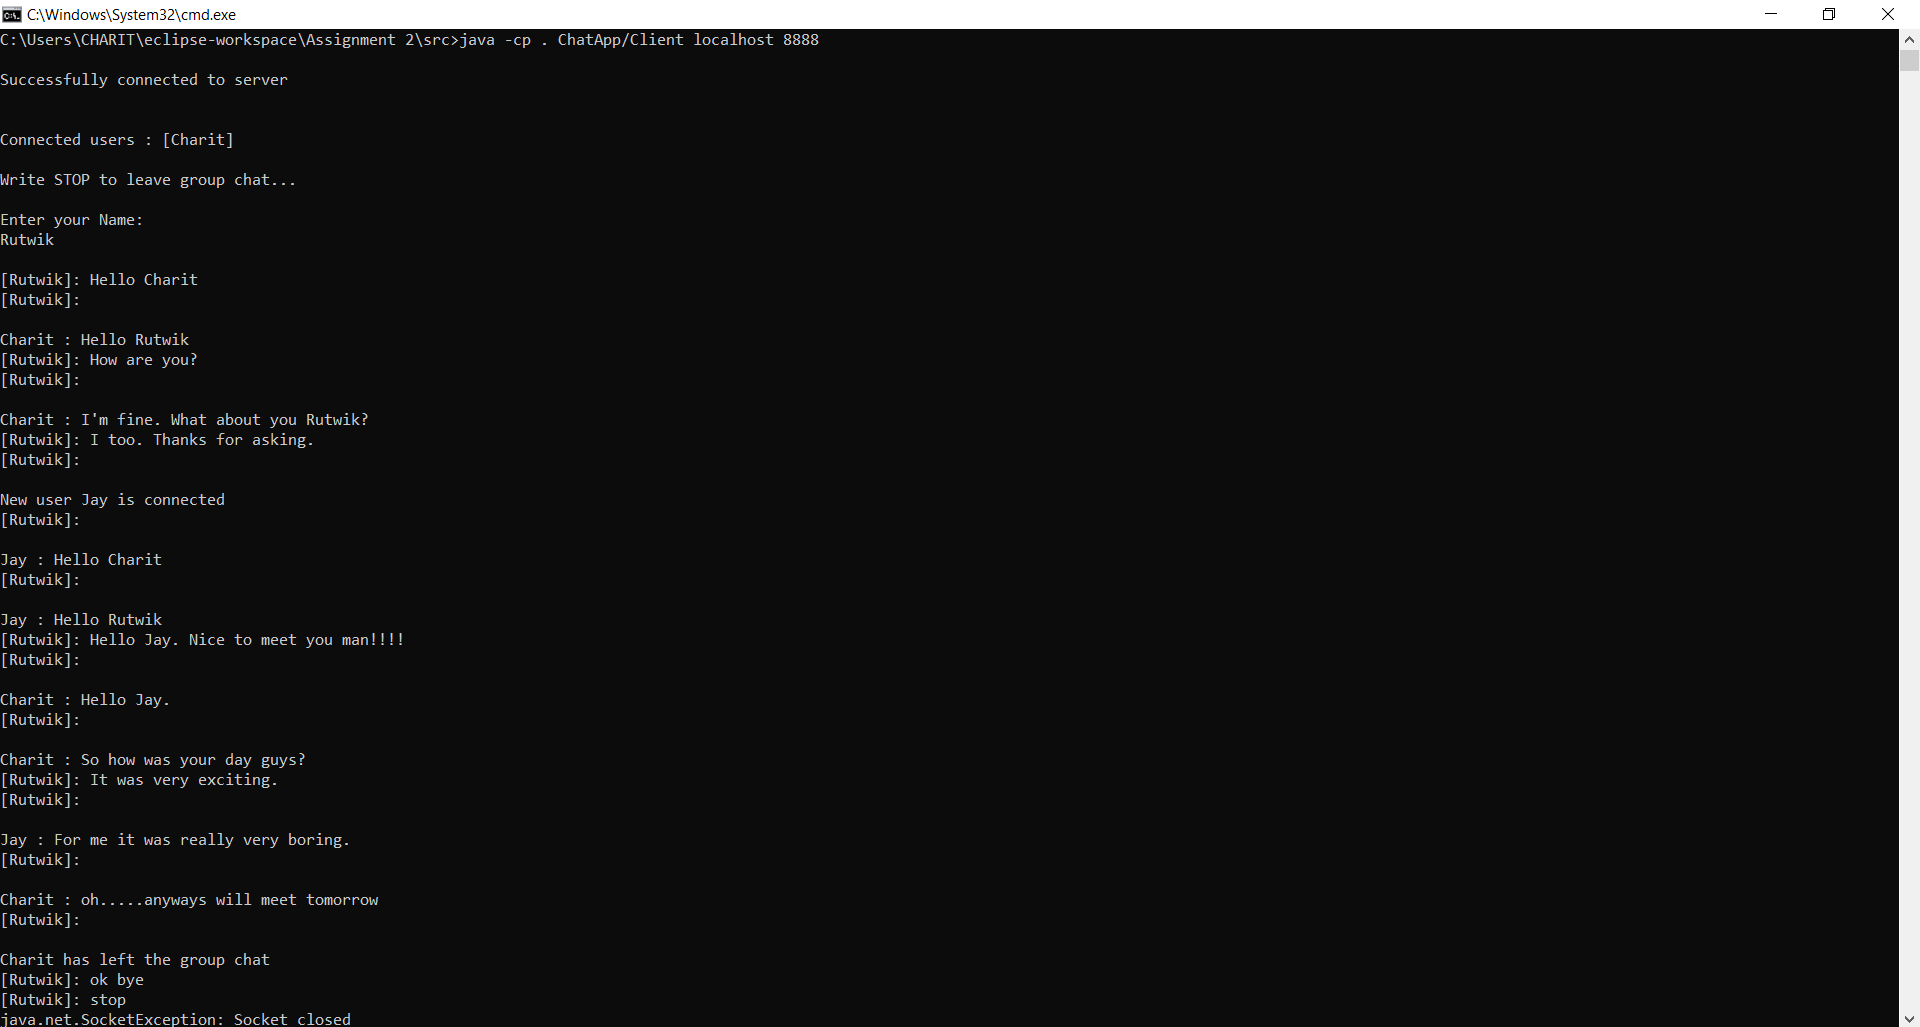 C:\Windows\System32\cmd.exe
C:\Users\CHARIT\eclipse-workspace\Assignment 2\src>java -cp . ChatApp/Client localhost 8888
Successfully connected to server
Connected users : [Charit]
Write STOP to leave group chat...
Enter your Name:
Rutwik
[Rutwik]: Hello Charit
[Rutwik]:
Charit : Hello Rutwik
[Rutwik]: How are you?
[Rutwik]:
Charit : I'm fine. What about you Rutwik?
[Rutwik]: I too. Thanks for asking.
[Rutwik]:
New user Jay is connected
[Rutwik]:
Jay : Hello Charit
[Rutwik]:
Jay : Hello Rutwik
[Rutwik]: Hello Jay. Nice to meet you man!!!!
[Rutwik]:
Charit : Hello Jay.
[Rutwik]:
Charit : So how was your day guys?
[Rutwik]: It was very exciting.
[Rutwik]:
Jay : For me it was really very boring.
[Rutwik]:
Charit : oh.....anyways will meet tomorrow
[Rutwik]:
Charit has left the group chat
[Rutwik]: ok bye
[Rutwik]: stop
java.net.SocketException: Socket closed